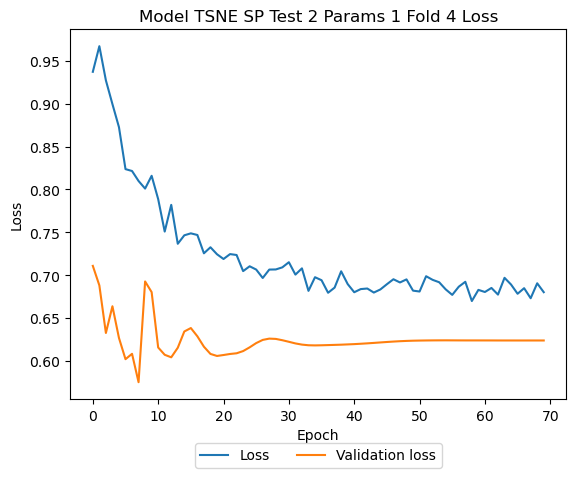 Model TSNE SP Test 2 Params 1 Fold 4 Loss
Loss
0.95
0.90
0.85
0.80
0.75
0.70
0.65
0.60
0 10 20 30 40 50 60 70
Epoch
Loss Validation loss